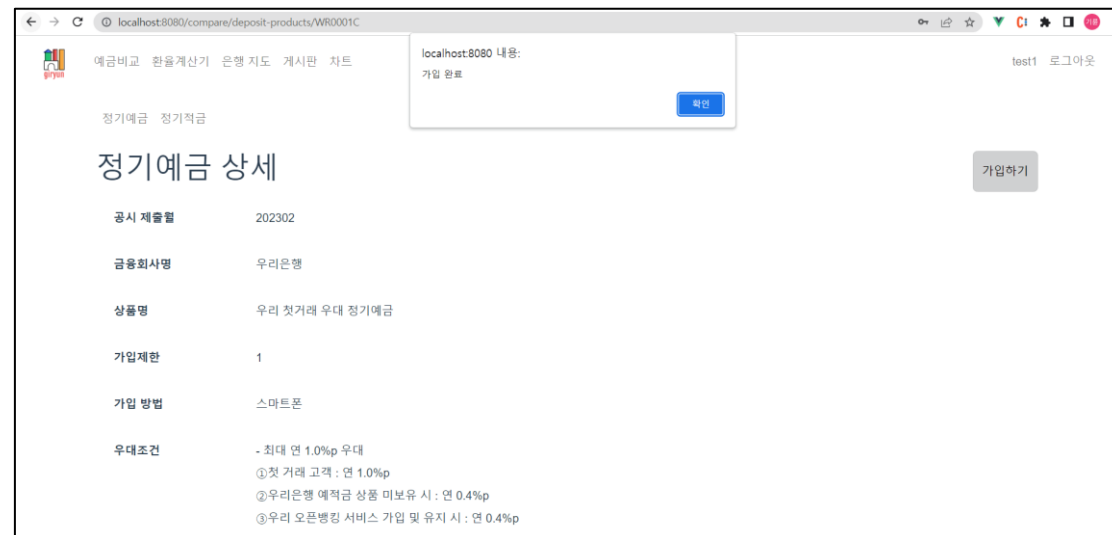 localhost:8080/compare/deposit-products/WR0001C
기름
giryun
예금비교 환율계산기 은행 지도 게시판 차트
localhost:8080 내용:
가입 완료
확인
test1 로그아웃
정기예금 정기적금
정기예금 상세
가입하기
공시 제출월 202302
금융회사명 우리은행
상품명 우리 첫거래 우대 정기예금
가입제한 1
가입 방법 스마트폰
우대조건 - 최대 연 1.0%p 우대
①첫 거래 고객 : 연 1.0%p
②우리은행 예적금 상품 미보유 시 : 연 0.4%p
③우리 오픈뱅킹 서비스 가입 및 유지 시 : 연 0.4%p